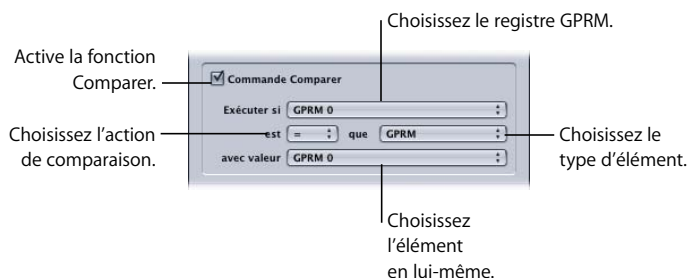 Choisissez le registre GPRM.
Active la fonction
Comparer.
Commande Comparer
Exécuter si GPRM 0
Choisissez l’action
de comparaison.
est = que GPRM
Choisissez le
type d’élément.
avec valeur GPRM 0
Choisissez
l’élément
en lui-même.